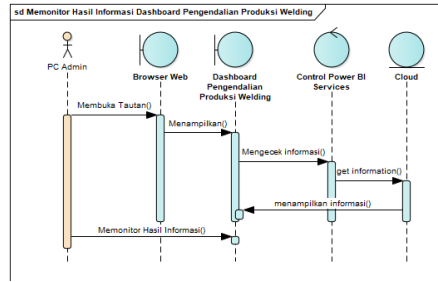 sd Memonitor Hasil Informasi Dashboard Pengendalian Produksi Welding
PC Admin
Browser Web
Dashboard
Pengendalian
Produksi Welding
Control Power BI
Services
Cloud
Membuka Tautan()
Menampilkan()
Mengecek informasi()
get information()
menampilkan informasi()
Memonitor Hasil Informasi()